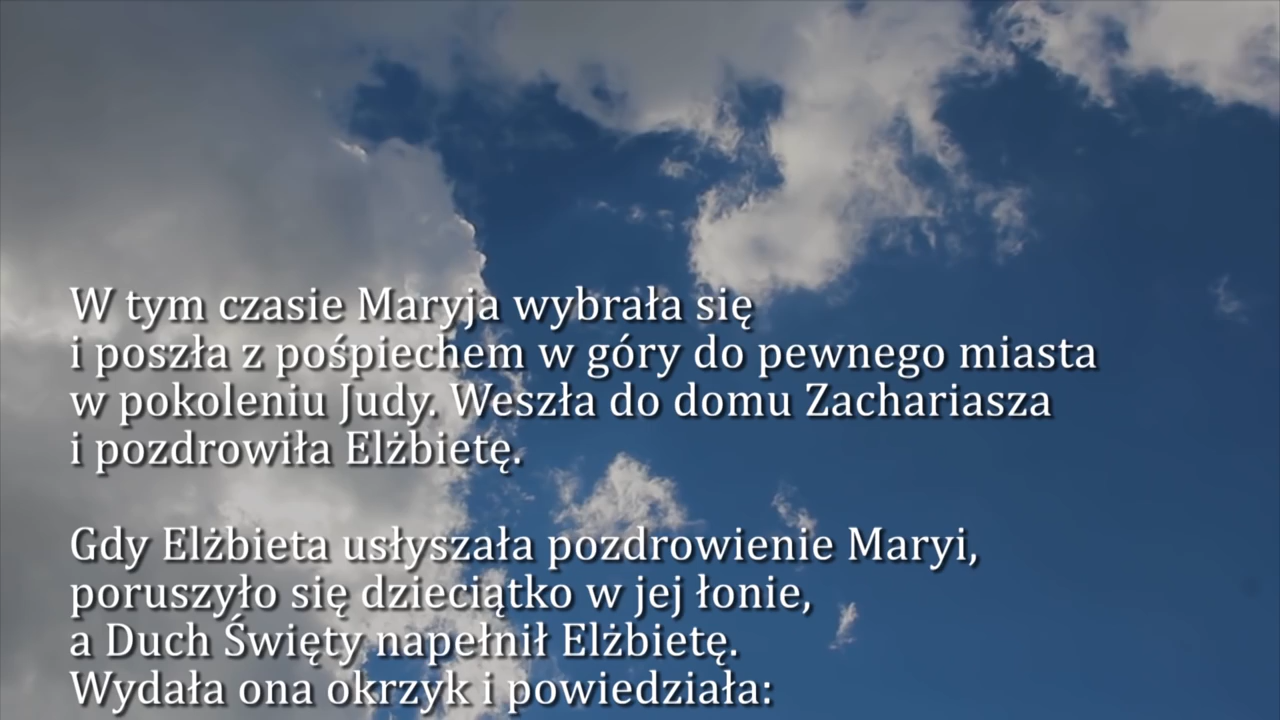 W tym czasie Maryja wybrała się
i poszła z pośpiechem w góry do pewnego miasta
w pokoleniu Judy. Weszła do domu Zachariasza
i pozdrowiła Elżbietę.
Gdy Elżbieta usłyszała pozdrowienie Maryi,
poruszyło się dzieciątko w jej łonie,
a Duch Święty napełnił Elżbietę.
Wydała ona okrzyk i powiedziała: